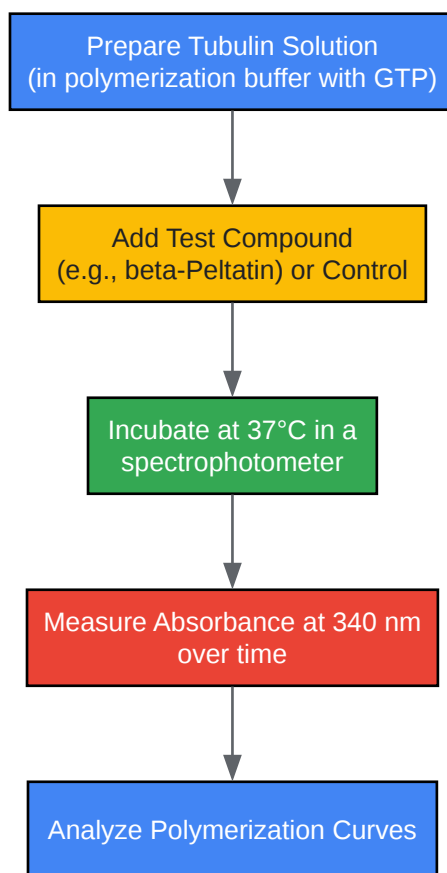 Prepare Tubulin Solution
(in polymerization buffer with GTP)
Add Test Compound
(e.g., beta-Peltatin) or Control
Incubate at 37°C in a
spectrophotometer
Measure Absorbance at 340 nm
over time
Analyze Polymerization Curves